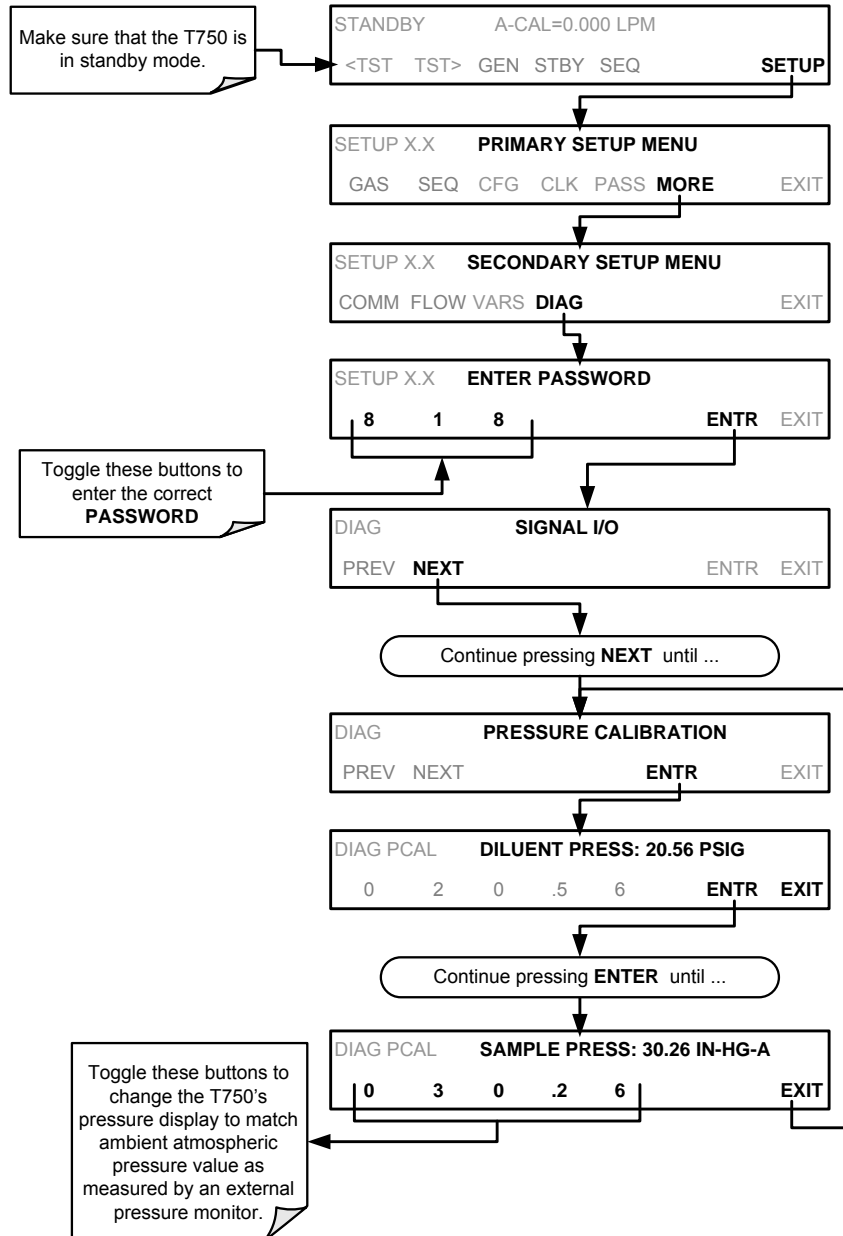 Make sure that the T750 is
in standby mode.
STANDBY A-CAL=0.000 LPM
<TST TST> GEN STBY SEQ SETUP
SETUP X.X PRIMARY SETUP MENU
GAS SEQ CFG CLK PASS MORE EXIT
SETUP X.X SECONDARY SETUP MENU
COMM FLOW VARS DIAG EXIT
SETUP X.X ENTER PASSWORD
8 1 8 ENTR EXIT
Toggle these buttons to
enter the correct
PASSWORD
DIAG SIGNAL I/O
PREV NEXT ENTR EXIT
Continue pressing NEXT until ...
DIAG PRESSURE CALIBRATION
PREV NEXT ENTR EXIT
DIAG PCAL DILUENT PRESS: 20.56 PSIG
0 2 0 .5 6 ENTR EXIT
Continue pressing ENTER until ...
DIAG PCAL SAMPLE PRESS: 30.26 IN-HG-A
0 3 0 .2 6 EXIT
Toggle these buttons to
change the T750's
pressure display to match
ambient atmospheric
pressure value as
measured by an external
pressure monitor.